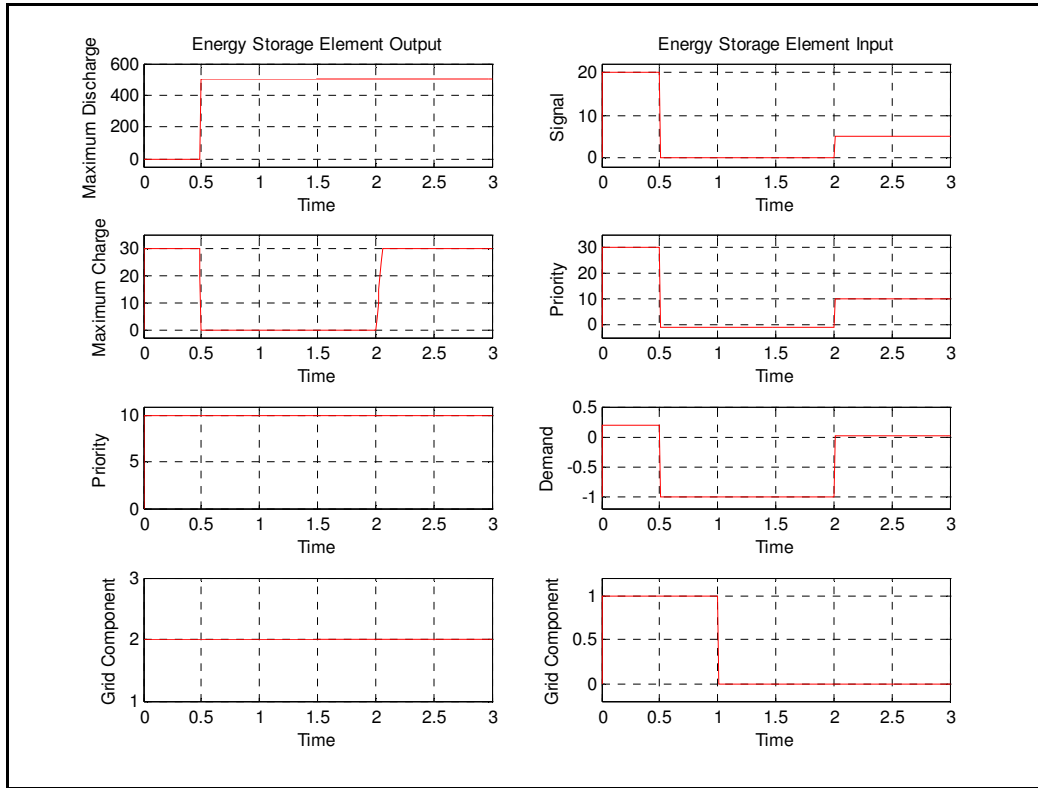 Energy Storage Element Output
Maximum Discharge
600
400
200
0
0 0.5 1 1.5 2 2.5 3
Time
Maximum Charge
30
20
10
0
0 0.5 1 1.5 2 2.5 3
Time
Priority
10
5
0
0 0.5 1 1.5 2 2.5 3
Time
Grid Component
3
2
1
0 0.5 1 1.5 2 2.5 3
Time
Energy Storage Element Input
Signal
20
10
0
0 0.5 1 1.5 2 2.5 3
Time
Priority
30
20
10
0
0 0.5 1 1.5 2 2.5 3
Time
Demand
0.5
0
-0.5
-1
0 0.5 1 1.5 2 2.5 3
Time
Grid Component
1
0.5
0
0 0.5 1 1.5 2 2.5 3
Time